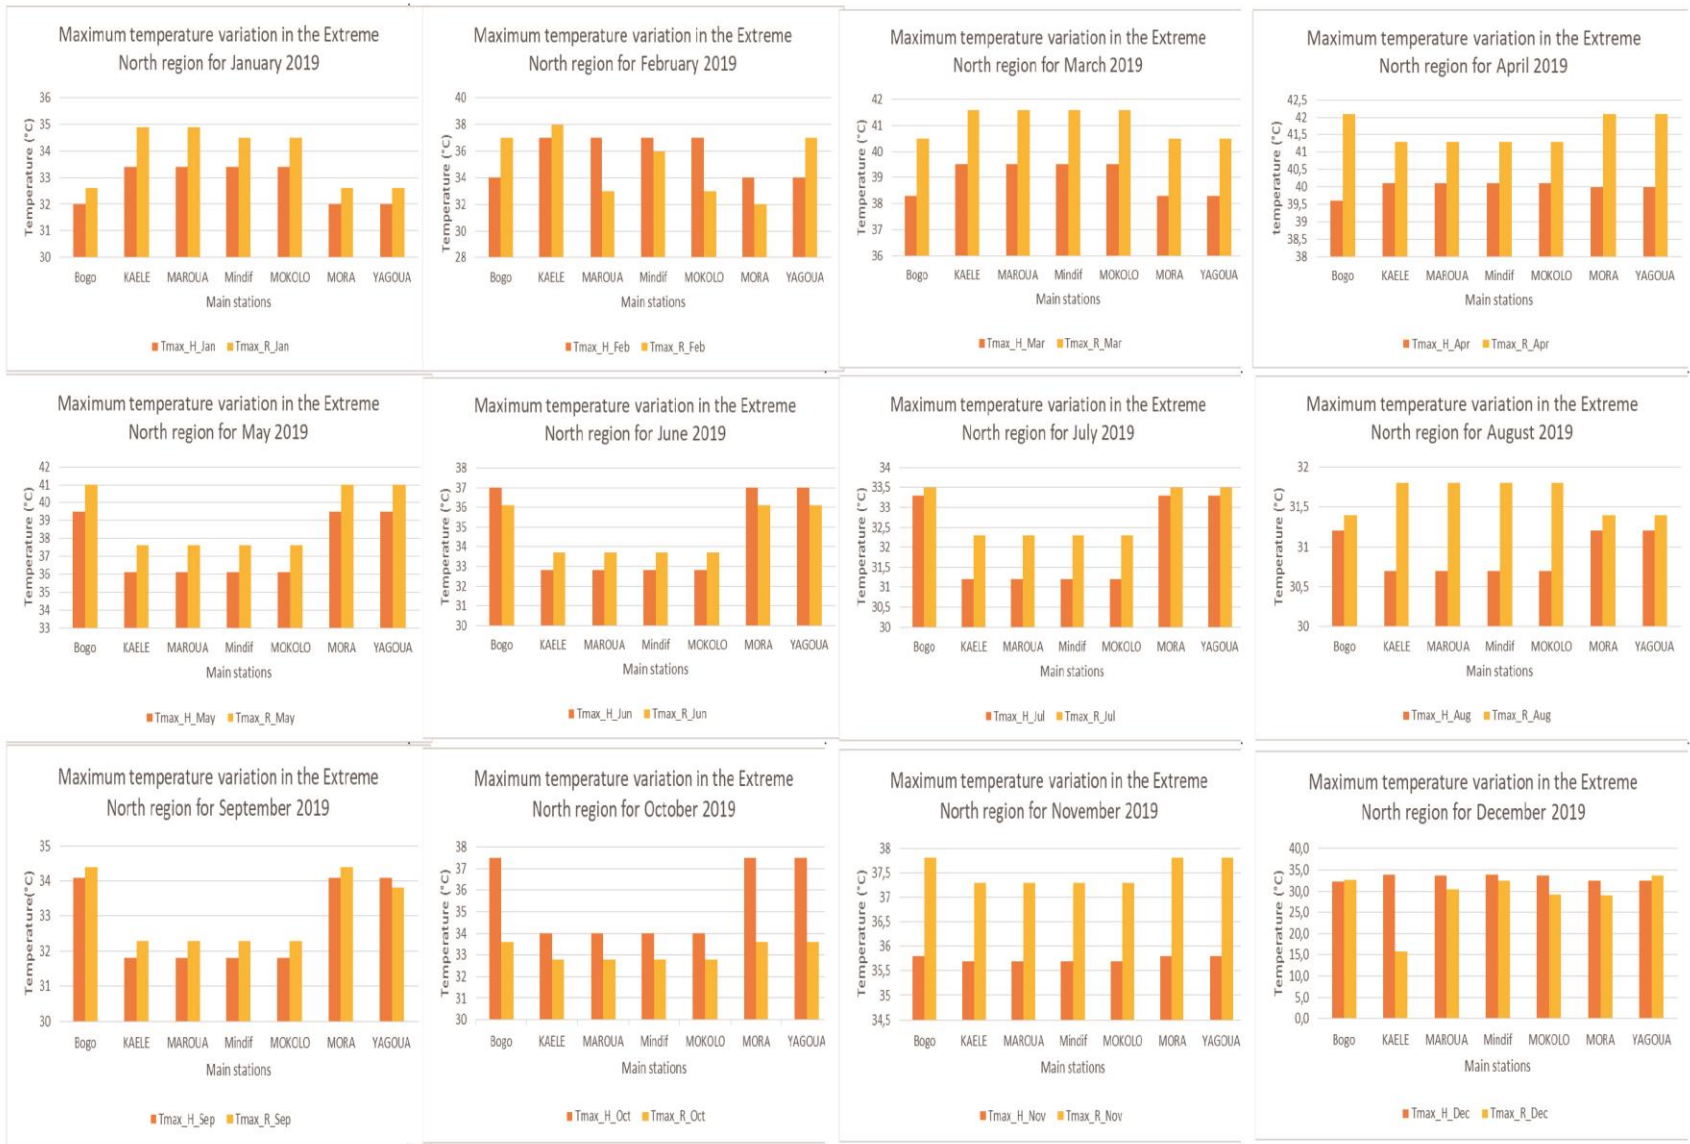 Maximum temperature variation in the Extreme
North region for January 2019
Temperature (°C)
36
35
34
33
32
31
30
Bogo KAELE MAROUA Mindif MOKOLO MORA YAGOUA
Main stations
Tmax_H_Jan Tmax_R_Jan
Maximum temperature variation in the Extreme
North region for February 2019
Temperature (°C)
40
38
36
34
32
30
28
Bogo KAELE MAROUA Mindif MOKOLO MORA YAGOUA
Main stations
Tmax_H_Feb Tmax_R_Feb
Maximum temperature variation in the Extreme
North region for March 2019
Temperature (°C)
42
41
40
39
38
37
36
Bogo KAELE MAROUA Mindif MOKOLO MORA YAGOUA
Main stations
Tmax_H_Mar Tmax_R_Mar
Maximum temperature variation in the Extreme
North region for April 2019
temperature (°C)
42,5
42
41,5
41
40,5
40
39,5
39
38,5
38
Bogo KAELE MAROUA Mindif MOKOLO MORA YAGOUA
Main stations
Tmax_H_Apr Tmax_R_Apr
Maximum temperature variation in the Extreme
North region for May 2019
Temperature (°C)
42
41
40
39
38
37
36
35
34
33
Bogo KAELE MAROUA Mindif MOKOLO MORA YAGOUA
Main stations
Tmax_H_May Tmax_R_May
Maximum temperature variation in the Extreme
North region for June 2019
Temperature (°C)
38
37
36
35
34
33
32
31
30
Bogo KAELE MAROUA Mindif MOKOLO MORA YAGOUA
Main stations
Tmax_H_Jun Tmax_R_Jun
Maximum temperature variation in the Extreme
North region for July 2019
Temperature (°C)
34
33,5
33
32,5
32
31,5
31
30,5
30
Bogo KAELE MAROUA Mindif MOKOLO MORA YAGOUA
Main stations
Tmax_H_Jul Tmax_R_Jul
Maximum temperature variation in the Extreme
North region for August 2019
Temperature (°C)
32
31,5
31
30,5
30
Bogo KAELE MAROUA Mindif MOKOLO MORA YAGOUA
Main stations
Tmax_H_Aug Tmax_R_Aug
Maximum temperature variation in the Extreme
North region for September 2019
Temperature(°C)
35
34
33
32
31
30
Bogo KAELE MAROUA Mindif MOKOLO MORA YAGOUA
Main stations
Tmax_H_Sep Tmax_R_Sep
Maximum temperature variation in the Extreme
North region for October 2019
Temperature (°C)
38
37
36
35
34
33
32
31
30
Bogo KAELE MAROUA Mindif MOKOLO MORA YAGOUA
Main stations
Tmax_H_Oct Tmax_R_Oct
Maximum temperature variation in the Extreme
North region for November 2019
Temperature (°C)
38
37,5
37
36,5
36
35,5
35
34,5
Bogo KAELE MAROUA Mindif MOKOLO MORA YAGOUA
Main stations
Tmax_H_Nov Tmax_R_Nov
Maximum temperature variation in the Extreme
North region for December 2019
Temperature (°C)
40,0
35,0
30,0
25,0
20,0
15,0
10,0
5,0
0,0
Bogo KAELE MAROUA Mindif MOKOLO MORA YAGOUA
Main stations
Tmax_H_Dec Tmax_R_Dec